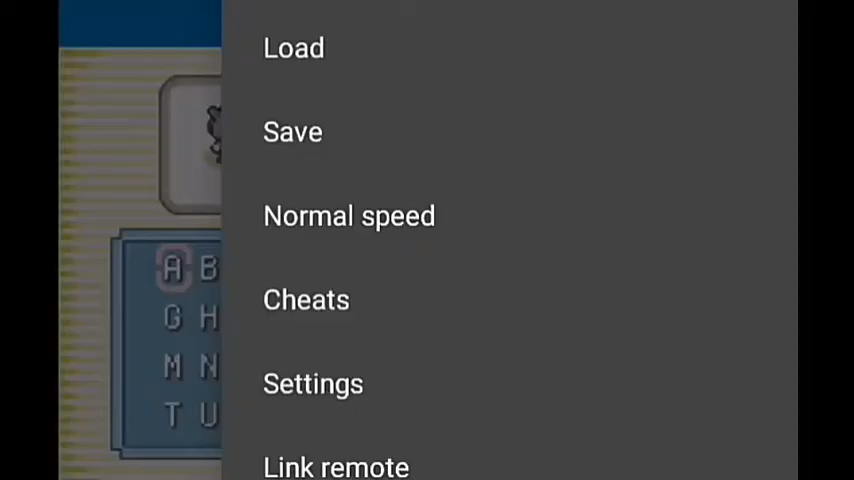 Load
Save
Normal speed
Cheats
Settings
Link remote
A B
G H
M N
T U